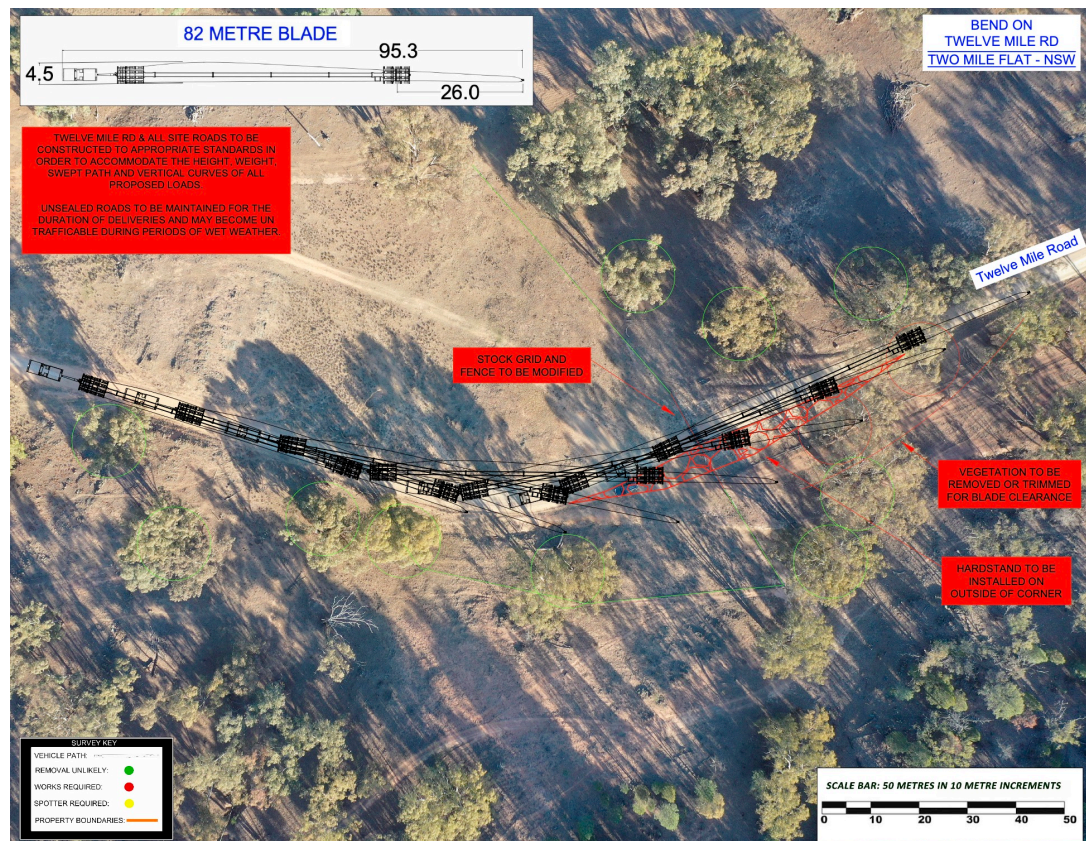 82 METRE BLADE
95.3
4.5
26.0
BEND ON
TWELVE MILE RD
TWO MILE FLAT - NSW
TWELVE MILE RD & ALL SITE ROADS TO BE
CONSTRUCTED TO APPROPRIATE STANDARDS IN
ORDER TO ACCOMMODATE THE HEIGHT, WEIGHT,
SWEPT PATH AND VERTICAL CURVES OF ALL
PROPOSED LOADS
UNSEALED ROADS TO BE MAINTAINED FOR THE
DURATION OF DELIVERIES AND MAY BECOME UN
TRAFFICABLE DURING PERIODS OF WET WEATHER
Twelve Mile Road
STOCK GRID AND
FENCE TO BE MODIFIED
VEGETATION TO BE
REMOVED OR TRIMMED
FOR BLADE CLEARANCE
HARDSTAND TO BE
INSTALLED ON
OUTSIDE OF CORNER
SURVEY KEY
VEHICLE PATH:
REMOVAL UNLIKELY:
WORKS REQUIRED:
SPOTTER REQUIRED:
PROPERTY BOUNDARIES:
SCALE BAR: 50 METRES IN 10 METRE INCREMENTS
0 10 20 30 40 50